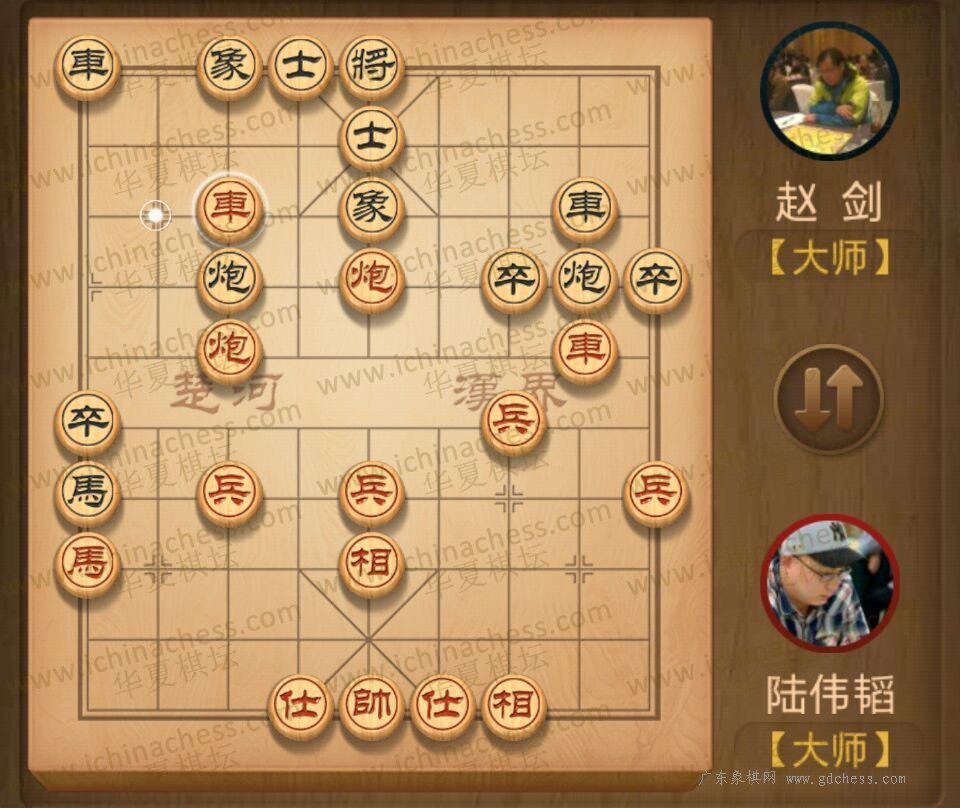 車 象 士 將
士
車 象 車
炮 炮 卒 炮 卒
炮 車
楚河 漢界
卒 兵
馬 兵 兵 兵
馬 相
仕 帥 仕 相
赵 剑
【大师】
陆伟韬
【大师】
www.ichinachess.com
华夏棋坛
广东象棋网 www.gdchess.com